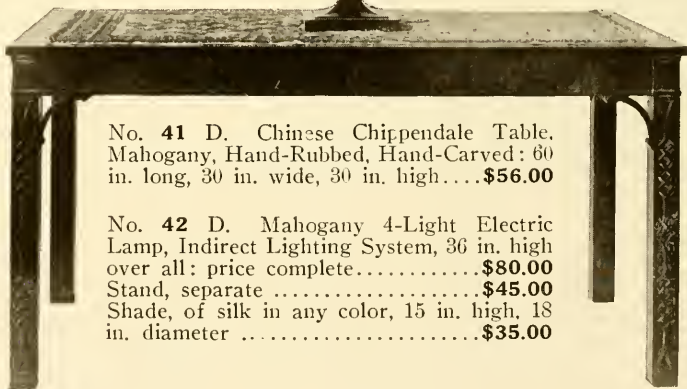 No. 41 D. Chinese Chippendale Table,
Mahogany, Hand-Rubbed, Hand-Carved: 60
in. long, 30 in. wide, 30 in. high....$56.00
No. 42 D. Mahogany 4-Light Electric
Lamp, Indirect Lighting System, 36 in. high
over all: price complete............$80.00
Stand, separate ....................$45.00
Shade, of silk in any color, 15 in. high, 18
in. diameter .......................$35.00